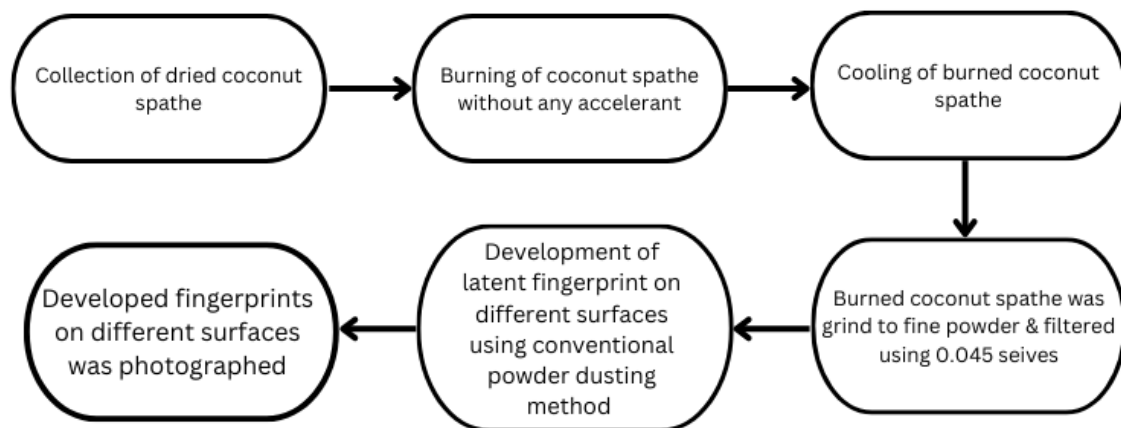 Collection of dried coconut
spathe
Burning of coconut spathe
without any accelerant
Cooling of burned coconut
spathe
Burned coconut spathe was
grind to fine powder & filtered
using 0.045 seives
Development of
latent fingerprint on
different surfaces
using conventional
powder dusting
method
Developed fingerprints
on different surfaces
was photographed